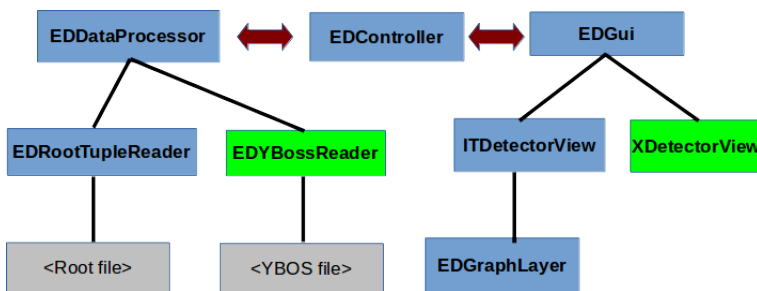 EDDataProcessor
EDController
EDGui
EDRootTupleReader
EDYBossReader
ITDetectorView
XDetectorView
<Root file>
<YBOS file>
EDGraphLayer